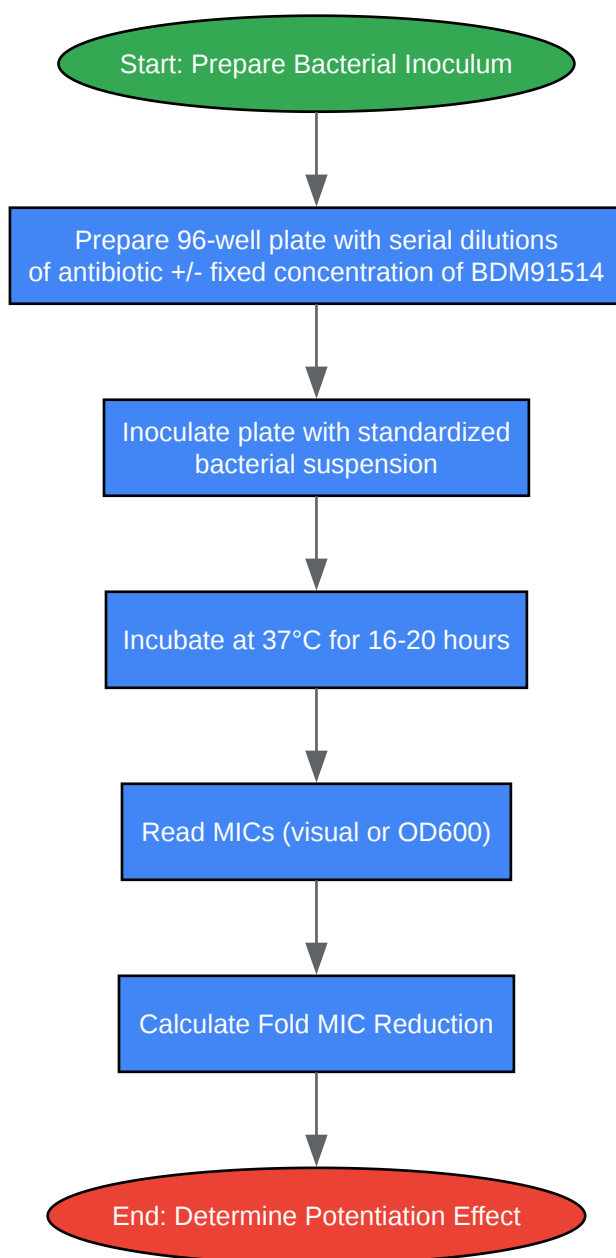 Start: Prepare Bacterial Inoculum
Prepare 96-well plate with serial dilutions
of antibiotic +/- fixed concentration of BDM91514
Inoculate plate with standardized
bacterial suspension
Incubate at 37°C for 16-20 hours
Read MICs (visual or OD600)
Calculate Fold MIC Reduction
End: Determine Potentiation Effect